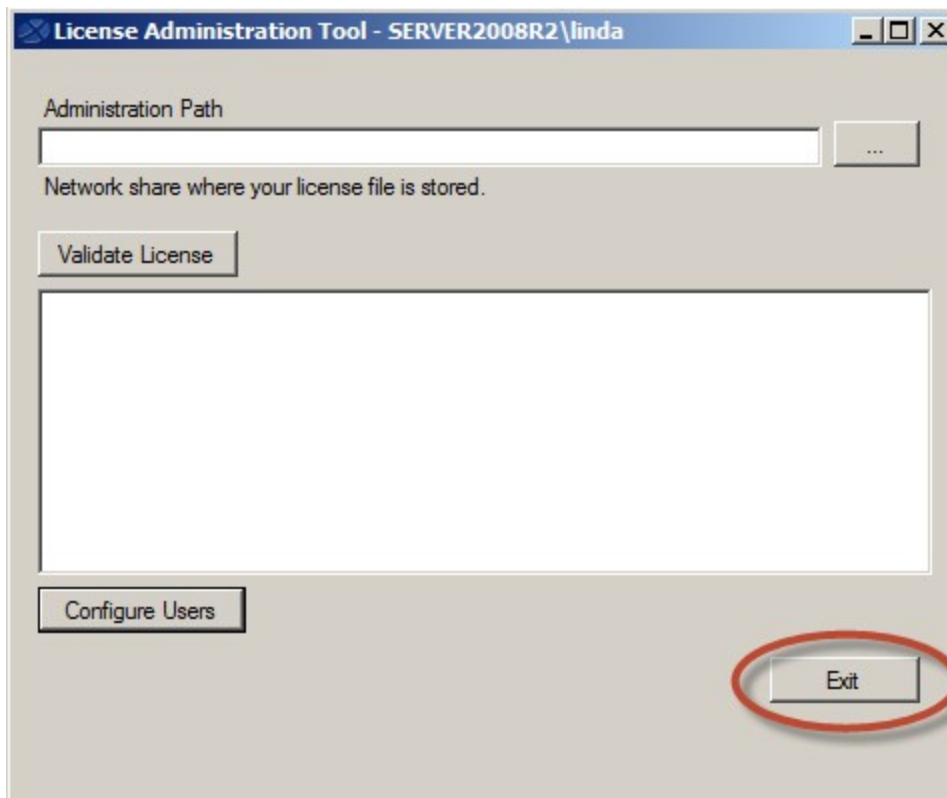 License Administration Tool - SERVER2008R2\linda
Administration Path
...
Network share where your license file is stored.
Validate License
Configure Users
Exit